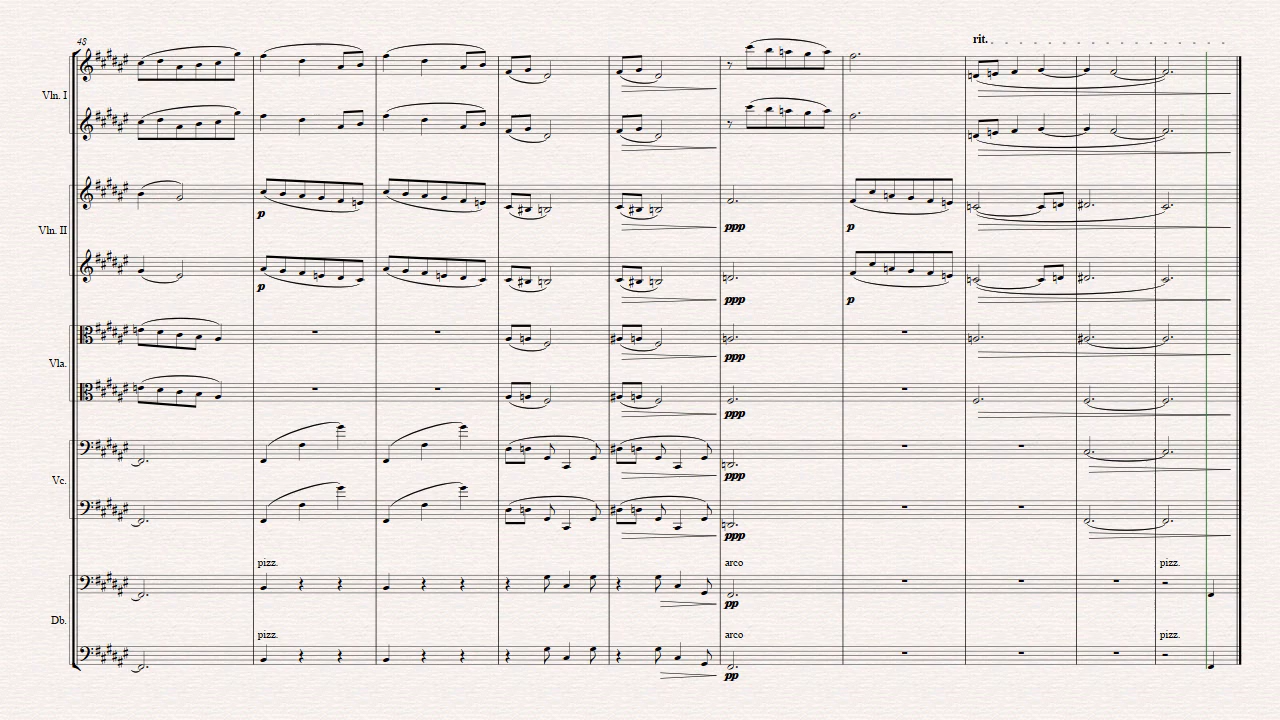 48
rit.
Vln. I
p
p
Vln. II
ppp
p
p
ppp
p
Vla.
ppp
ppp
Vc.
ppp
ppp
pizz.
arco
pizz.
pp
Db.
pizz.
arco
pizz.
pp